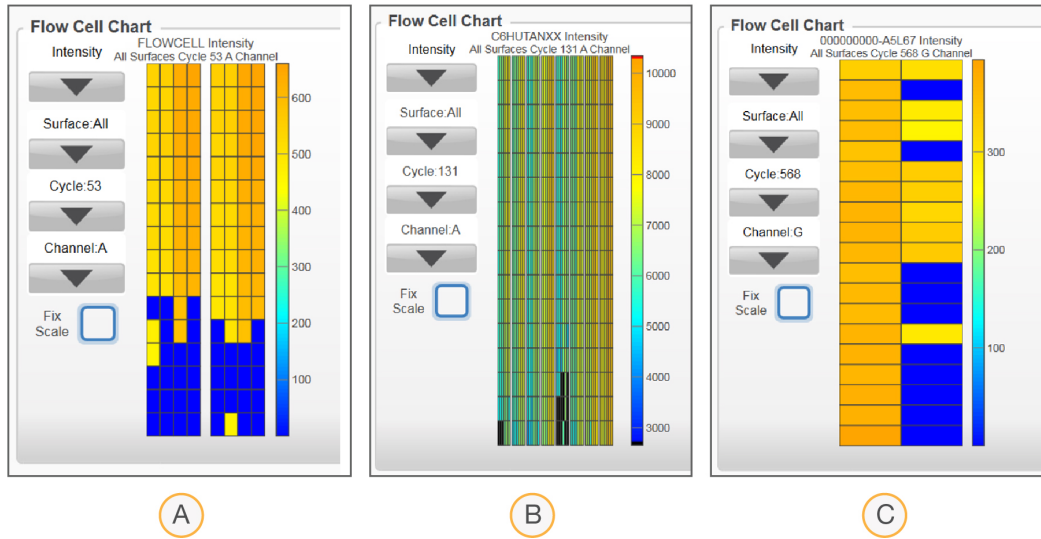 Flow Cell Chart
Intensity
FLOWCELL Intensity
All Surfaces Cycle 53 A Channel
Surface:All
Cycle:53
Channel:A
Fix
Scale
600
500
400
300
200
100
A
Flow Cell Chart
Intensity
C6HUTANXX Intensity
All Surfaces Cycle 131 A Channel
Surface:All
Cycle:131
Channel:A
Fix
Scale
10000
9000
8000
7000
6000
5000
4000
3000
B
Flow Cell Chart
Intensity
000000000-A5L67 Intensity
All Surfaces Cycle 568 G Channel
Surface:All
Cycle:568
Channel:G
Fix
Scale
300
200
100
C